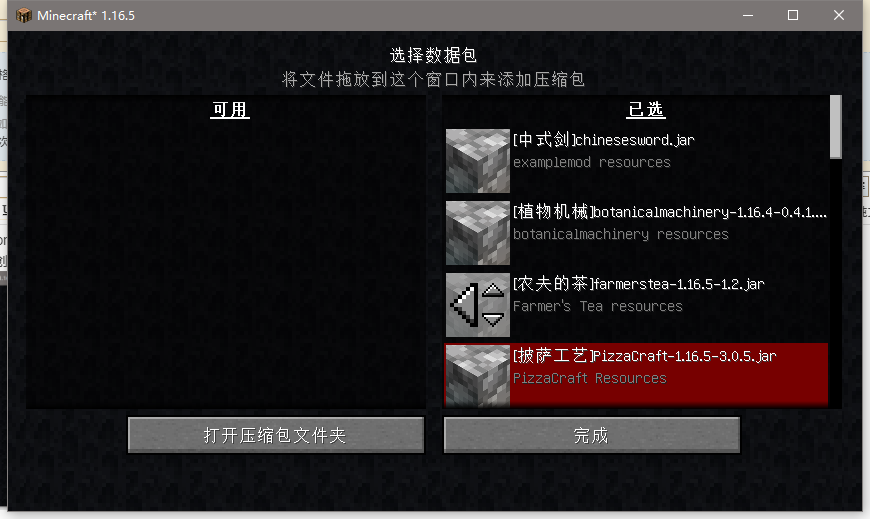 Minecraft* 1.16.5
选择数据包
将文件拖放到这个窗口内来添加压缩包
可用
已选
[中式剑]chinesesword.jar
examplemod resources
[植物机械]botanicalmachinery-1.16.4-0.4.1....
botanicalmachinery resources
[农夫的茶]farmerstea-1.16.5-1.2.jar
Farmer's Tea resources
[披萨工艺]PizzaCraft-1.16.5-3.0.5.jar
PizzaCraft Resources
打开压缩包文件夹
完成